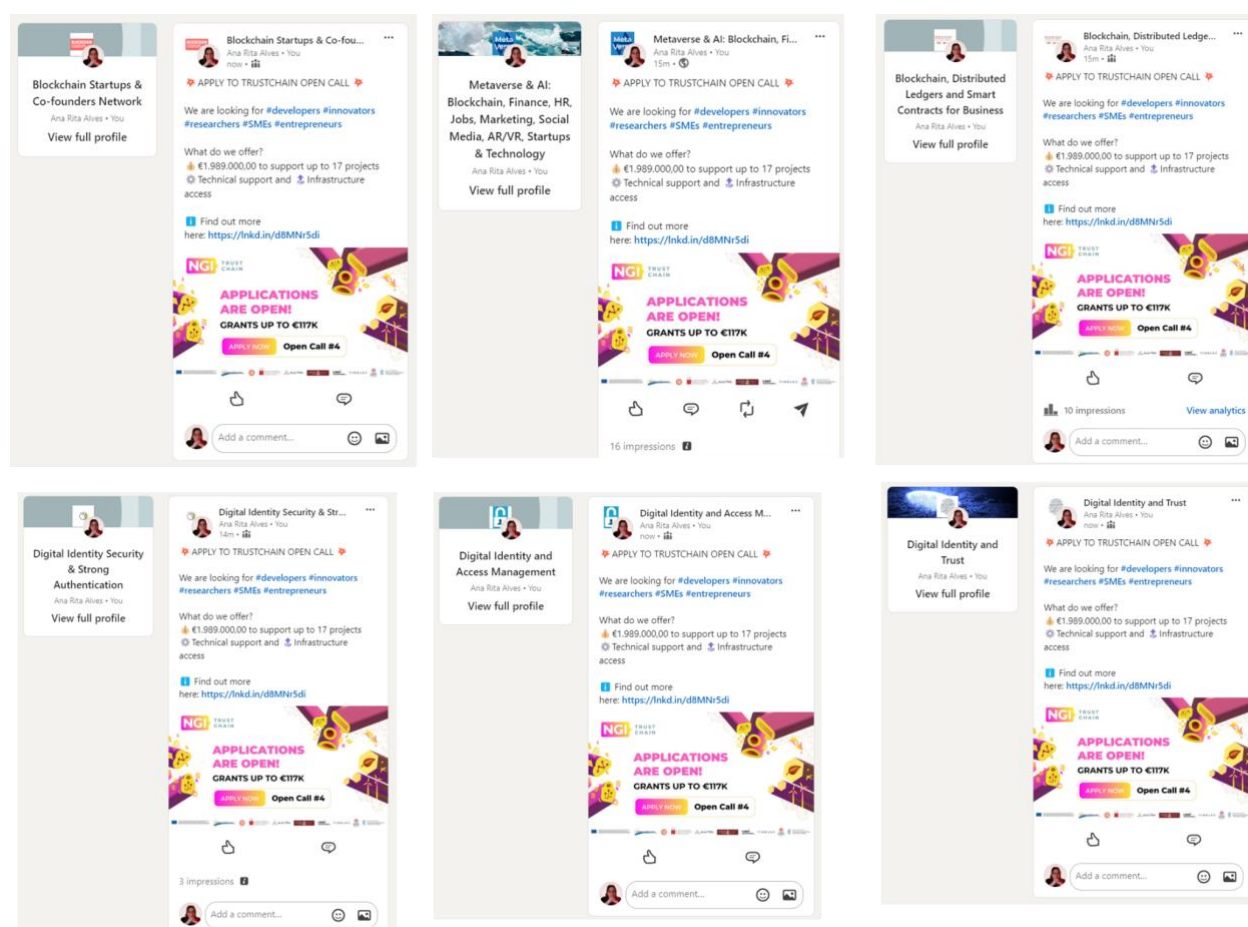 Blockchain Startups &
Co-founders Network
Ana Rita Alves • You
View full profile
Blockchain Startups & Co-fou...
Ana Rita Alves • You
now •
APPLY TO TRUSTCHAIN OPEN CALL
We are looking for #developers #innovators
#researchers #SMEs #entrepreneurs
What do we offer?
€1.989.000,00 to support up to 17 projects
Technical support and Infrastructure
access
Find out more
here: https://lnkd.in/d8MNr5di
NGI TRUST
CHAIN
APPLICATIONS
ARE OPEN!
GRANTS UP TO €117K
APPLY NOW Open Call #4
Add a comment...
Metaverse & AI:
Blockchain, Finance, HR,
Jobs, Marketing, Social
Media, AR/VR, Startups
& Technology
Ana Rita Alves • You
View full profile
Meta
Metaverse & AI: Blockchain, Fi...
Ana Rita Alves • You
15m •
APPLY TO TRUSTCHAIN OPEN CALL
We are looking for #developers #innovators
#researchers #SMEs #entrepreneurs
What do we offer?
€1.989.000,00 to support up to 17 projects
Technical support and Infrastructure
access
Find out more
here: https://lnkd.in/d8MNr5di
NGI TRUST
CHAIN
APPLICATIONS
ARE OPEN!
GRANTS UP TO €117K
APPLY NOW Open Call #4
16 impressions
Blockchain, Distributed
Ledgers and Smart
Contracts for Business
Ana Rita Alves • You
View full profile
Blockchain, Distributed Ledge...
Ana Rita Alves • You
15m •
APPLY TO TRUSTCHAIN OPEN CALL
We are looking for #developers #innovators
#researchers #SMEs #entrepreneurs
What do we offer?
€1.989.000,00 to support up to 17 projects
Technical support and Infrastructure
access
Find out more
here: https://lnkd.in/d8MNr5di
NGI TRUST
CHAIN
APPLICATIONS
ARE OPEN!
GRANTS UP TO €117K
APPLY NOW Open Call #4
10 impressions View analytics
Add a comment...
Digital Identity Security
& Strong
Authentication
Ana Rita Alves • You
View full profile
Digital Identity Security & Str...
Ana Rita Alves • You
14m •
APPLY TO TRUSTCHAIN OPEN CALL
We are looking for #developers #innovators
#researchers #SMEs #entrepreneurs
What do we offer?
€1.989.000,00 to support up to 17 projects
Technical support and Infrastructure
access
Find out more
here: https://lnkd.in/d8MNr5di
NGI TRUST
CHAIN
APPLICATIONS
ARE OPEN!
GRANTS UP TO €117K
APPLY NOW Open Call #4
3 impressions
Add a comment...
Digital Identity and
Access Management
Ana Rita Alves • You
View full profile
Digital Identity and Access M...
Ana Rita Alves • You
now •
APPLY TO TRUSTCHAIN OPEN CALL
We are looking for #developers #innovators
#researchers #SMEs #entrepreneurs
What do we offer?
€1.989.000,00 to support up to 17 projects
Technical support and Infrastructure
access
Find out more
here: https://lnkd.in/d8MNr5di
NGI TRUST
CHAIN
APPLICATIONS
ARE OPEN!
GRANTS UP TO €117K
APPLY NOW Open Call #4
Add a comment...
Digital Identity and
Trust
Ana Rita Alves • You
View full profile
Digital Identity and Trust
Ana Rita Alves • You
now •
APPLY TO TRUSTCHAIN OPEN CALL
We are looking for #developers #innovators
#researchers #SMEs #entrepreneurs
What do we offer?
€1.989.000,00 to support up to 17 projects
Technical support and Infrastructure
access
Find out more
here: https://lnkd.in/d8MNr5di
NGI TRUST
CHAIN
APPLICATIONS
ARE OPEN!
GRANTS UP TO €117K
APPLY NOW Open Call #4
Add a comment...